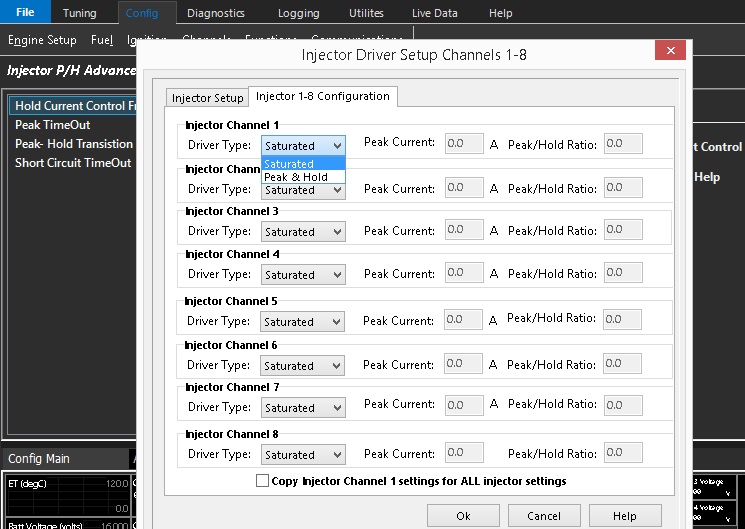 File Tuning Config Diagnostics Logging Utilites Live Data Help
Engine Setup Fuel
Injector Driver Setup Channels 1-8
Injector P/H Advance
Injector Setup Injector 1-8 Configuration
Hold Current Control Fr
Peak TimeOut
Peak- Hold Transistion
Short Circuit TimeOut
Injector Channel 1
Driver Type: Saturated Peak Current: 0.0 A Peak/Hold Ratio: 0.0
Saturated
Peak & Hold
Injector Chann
Driver Type: Saturated Peak Current: 0.0 A Peak/Hold Ratio: 0.0
Injector Channel 3
Driver Type: Saturated Peak Current: 0.0 A Peak/Hold Ratio: 0.0
Injector Channel 4
Driver Type: Saturated Peak Current: 0.0 A Peak/Hold Ratio: 0.0
Injector Channel 5
Driver Type: Saturated Peak Current: 0.0 A Peak/Hold Ratio: 0.0
Injector Channel 6
Driver Type: Saturated Peak Current: 0.0 A Peak/Hold Ratio: 0.0
Injector Channel 7
Driver Type: Saturated Peak Current: 0.0 A Peak/Hold Ratio: 0.0
Injector Channel 8
Driver Type: Saturated Peak Current: 0.0 Peak/Hold Ratio: 0.0
Copy Injector Channel 1 settings for ALL injector settings
Ok Cancel Help
t Control
Help
Config Main
ET (degC) 120.0
0.0
Batt Voltage (volts) 16.000
3 Voltage
V
4 Voltage
V